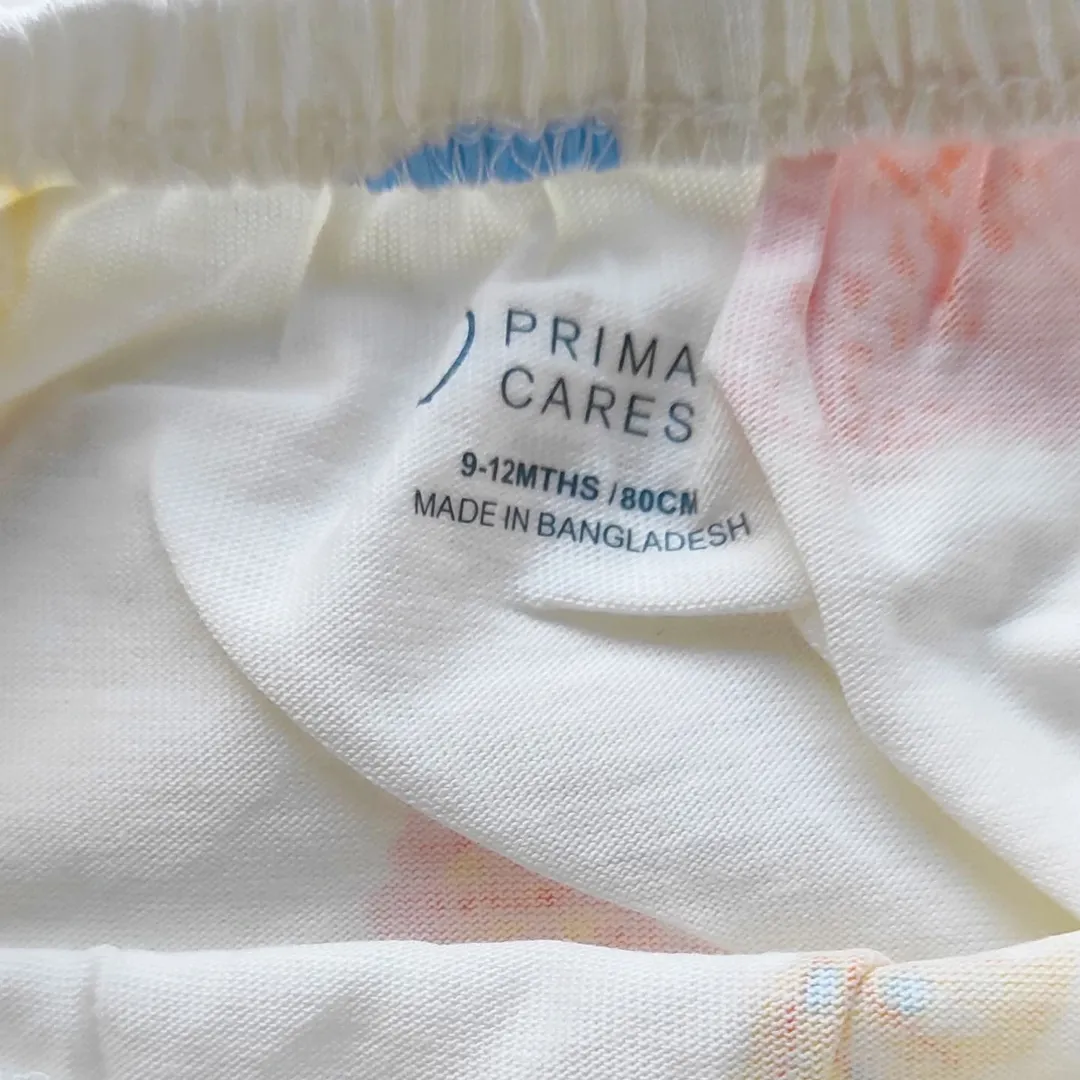 PRIMA
CARES
9-12MTHS /80CM
MADE IN BANGLADESH